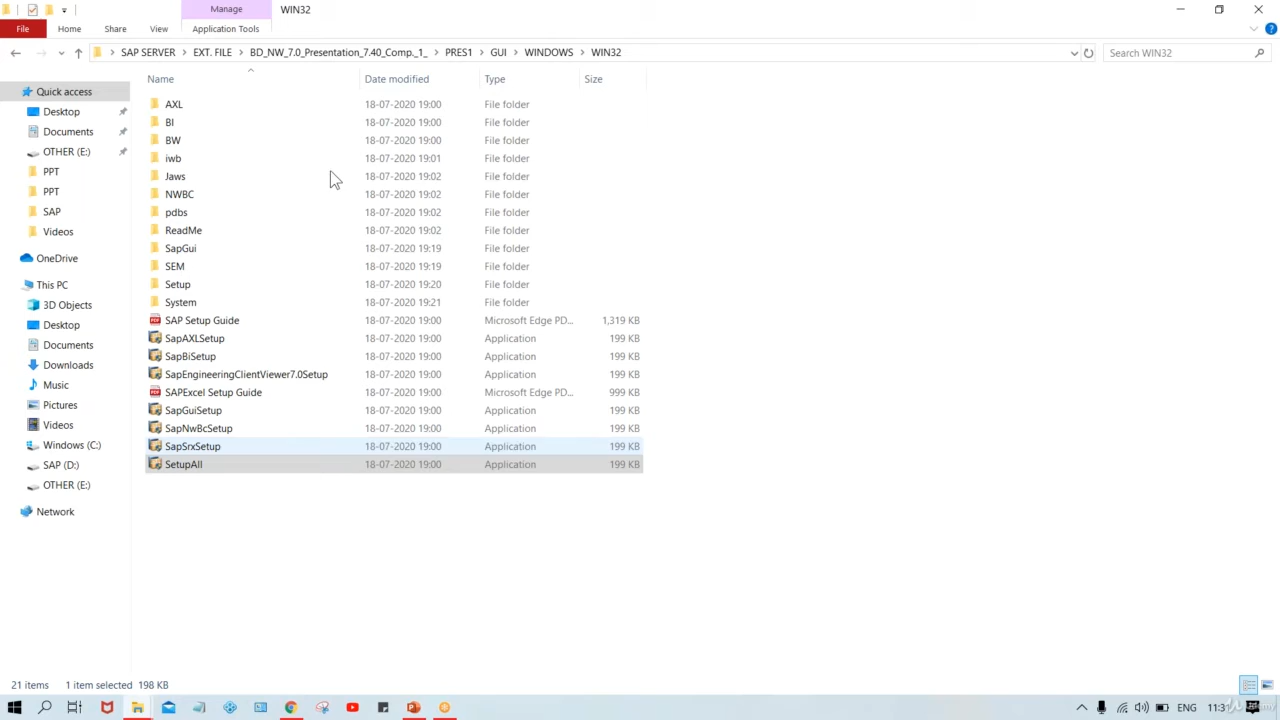 Manage
WIN32
File
Home
Share
View
Application Tools
SAP SERVER
EXT. FILE
BD_NW_7.0_Presentation_7.40_Comp._1_
PRES1
GUI
WINDOWS
WIN32
Search WIN32
Name
Date modified
Type
Size
Quick access
Desktop
Documents
OTHER (E:)
PPT
PPT
SAP
Videos
OneDrive
This PC
3D Objects
Desktop
Documents
Downloads
Music
Pictures
Videos
Windows (C:)
SAP (D:)
OTHER (E:)
Network
AXL 18-07-2020 19:00 File folder
BI 18-07-2020 19:00 File folder
BW 18-07-2020 19:00 File folder
iwb 18-07-2020 19:01 File folder
Jaws 18-07-2020 19:02 File folder
NWBC 18-07-2020 19:02 File folder
pdbs 18-07-2020 19:02 File folder
ReadMe 18-07-2020 19:02 File folder
SapGui 18-07-2020 19:19 File folder
SEM 18-07-2020 19:19 File folder
Setup 18-07-2020 19:20 File folder
System 18-07-2020 19:21 File folder
SAP Setup Guide 18-07-2020 19:00 Microsoft Edge PD... 1,319 KB
SapAXLSetup 18-07-2020 19:00 Application 199 KB
SapBiSetup 18-07-2020 19:00 Application 199 KB
SapEngineeringClientViewer7.0Setup 18-07-2020 19:00 Application 199 KB
SAPExcel Setup Guide 18-07-2020 19:00 Microsoft Edge PD... 999 KB
SapGuiSetup 18-07-2020 19:00 Application 199 KB
SapNwBcSetup 18-07-2020 19:00 Application 199 KB
SapSrxSetup 18-07-2020 19:00 Application 199 KB
SetupAll 18-07-2020 19:00 Application 199 KB
21 items
1 item selected 198 KB
ENG
Udemy